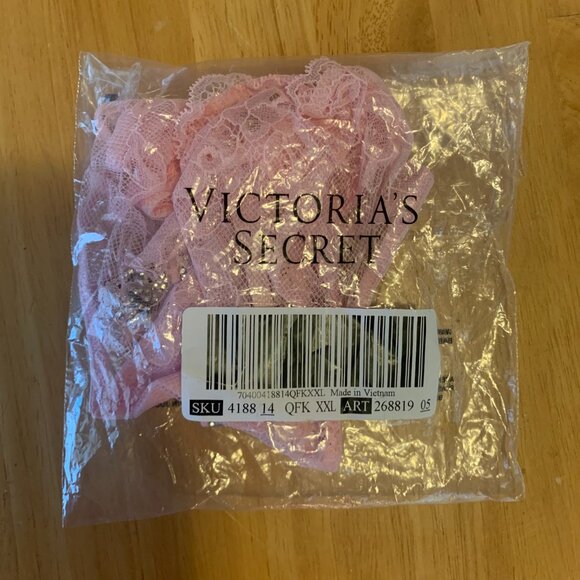 VICTORIA'S
SECRET
70400418814QFKXXL Made in Vietnam
SKU 4188 14 QFK XXL ART 268819 05